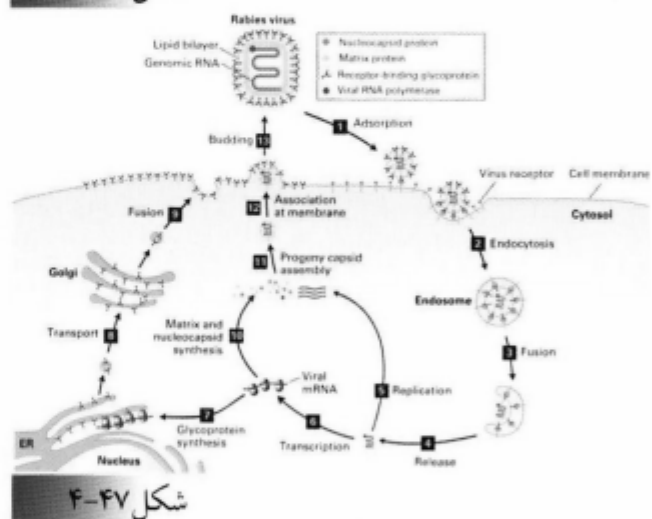 Rabies virus
Lipid bilayer
Genomic RNA
Nucleocapsid protein
Matrix protein
Receptor-binding glycoprotein
Viral RNA polymerase
1 Adsorption
Budding 13
Virus receptor
Cell membrane
Cytosol
Fusion 9
12 Association
at membrane
2 Endocytosis
11 Progeny capsid
assembly
Golgi
Endosome
Transport 8
Matrix and
nucleocapsid
synthesis
10
3 Fusion
Viral
mRNA
5 Replication
7
Glycoprotein
synthesis
6
Transcription
4
Release
ER
Nucleus
شکل ۴۷-۴